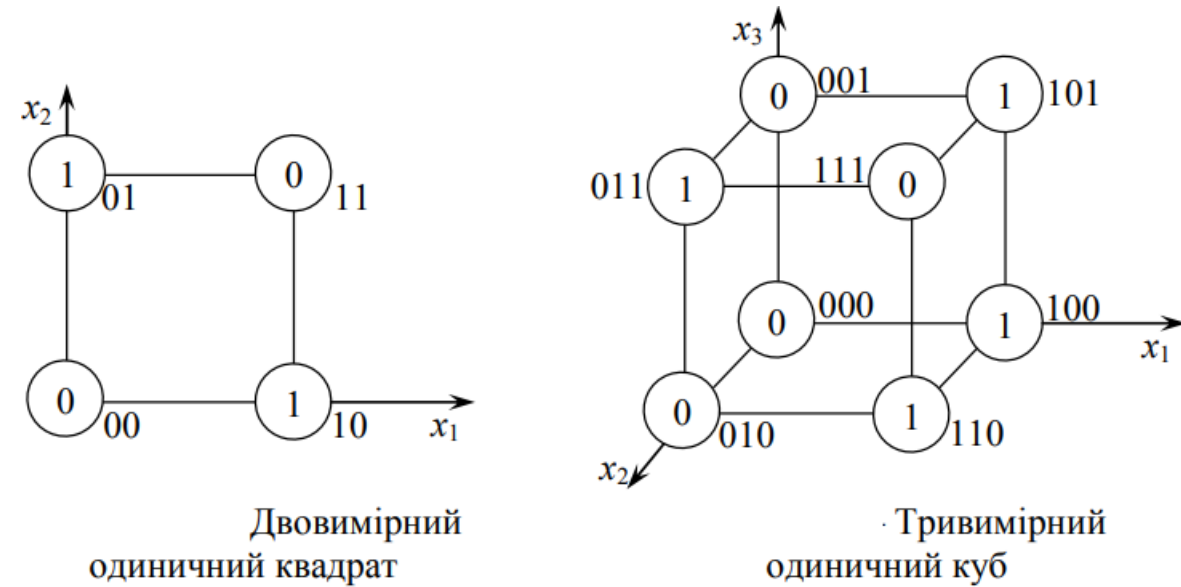 x2
1
01
0
11
0
00
1
10
x1
Двовимірний
одиничний квадрат
x3
0
001
1
101
011
1
111
0
0
000
1
100
x1
0
010
1
110
x2
Тривимірний
одиничний куб